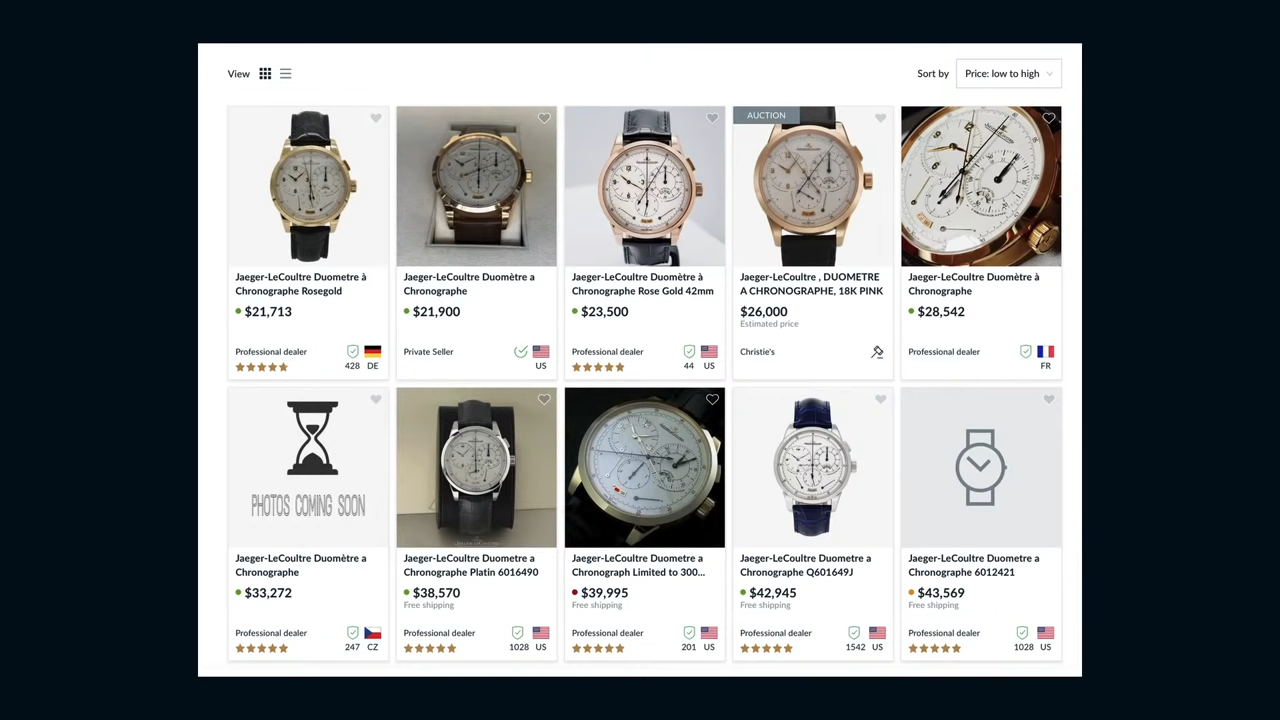 View
Sort by
Price: low to high
Jaeger-LeCoultre Duometre à
Chronographe Rosegold
$21,713
Professional dealer
428 DE
Jaeger-LeCoultre Duomètre a
Chronographe
$21,900
Private Seller
US
Jaeger-LeCoultre Duomètre à
Chronographe Rose Gold 42mm
$23,500
Professional dealer
44 US
AUCTION
Jaeger-LeCoultre , DUOMETRE
A CHRONOGRAPHE, 18K PINK
$26,000
Estimated price
Christie's
Jaeger-LeCoultre Duomètre à
Chronographe
$28,542
Professional dealer
FR
PHOTOS COMING SOON
Jaeger-LeCoultre Duomètre a
Chronographe
$33,272
Professional dealer
247 CZ
Jaeger-LeCoultre Duometre a
Chronographe Platin 6016490
$38,570
Free shipping
Professional dealer
1028 US
Jaeger-LeCoultre Duometre a
Chronograph Limited to 300...
$39,995
Free shipping
Professional dealer
201 US
Jaeger-LeCoultre Duometre a
Chronographe Q601649J
$42,945
Free shipping
Professional dealer
1542 US
Jaeger-LeCoultre Duometre a
Chronographe 6012421
$43,569
Free shipping
Professional dealer
1028 US